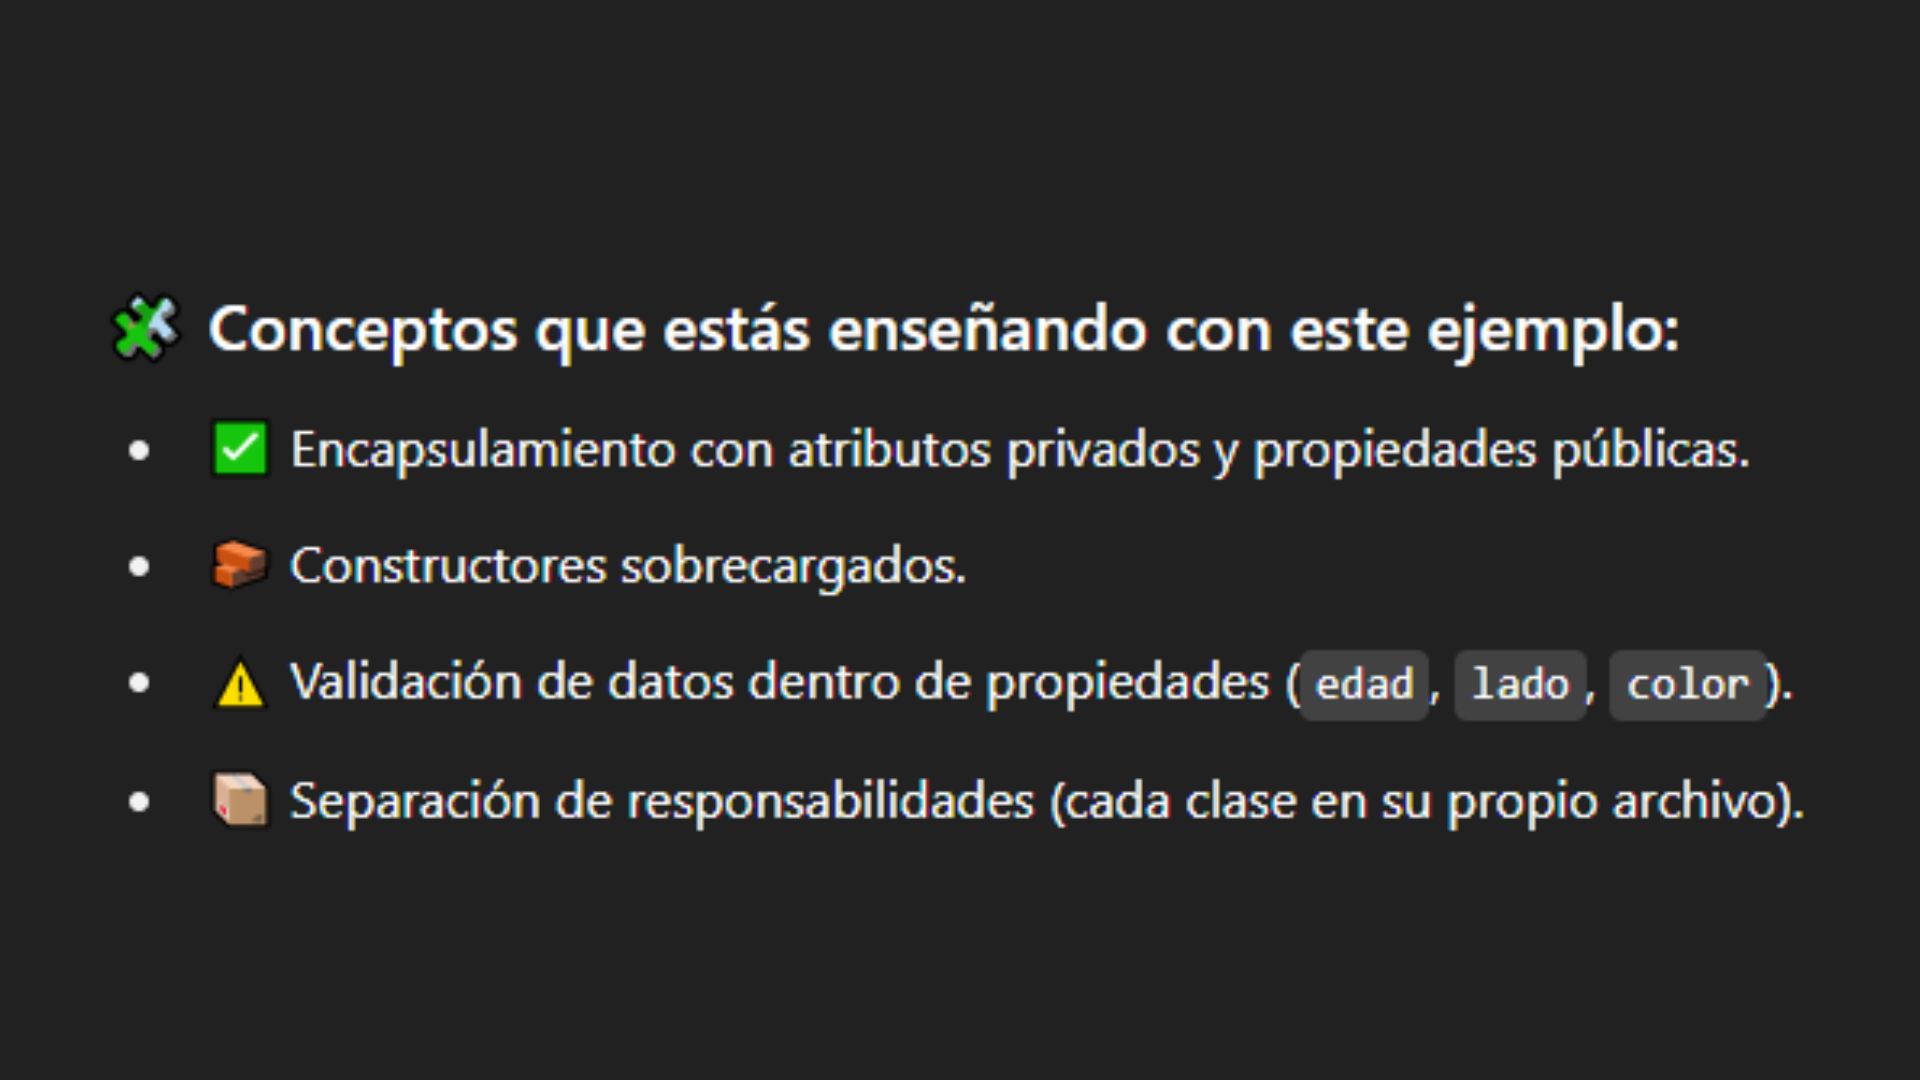 🧩 Conceptos que estás enseñando con este ejemplo:
• ✅ Encapsulamiento con atributos privados y propiedades públicas.
• 🧱 Constructores sobrecargados.
• ⚠️ Validación de datos dentro de propiedades (edad, lado, color).
• 📦 Separación de responsabilidades (cada clase en su propio archivo).